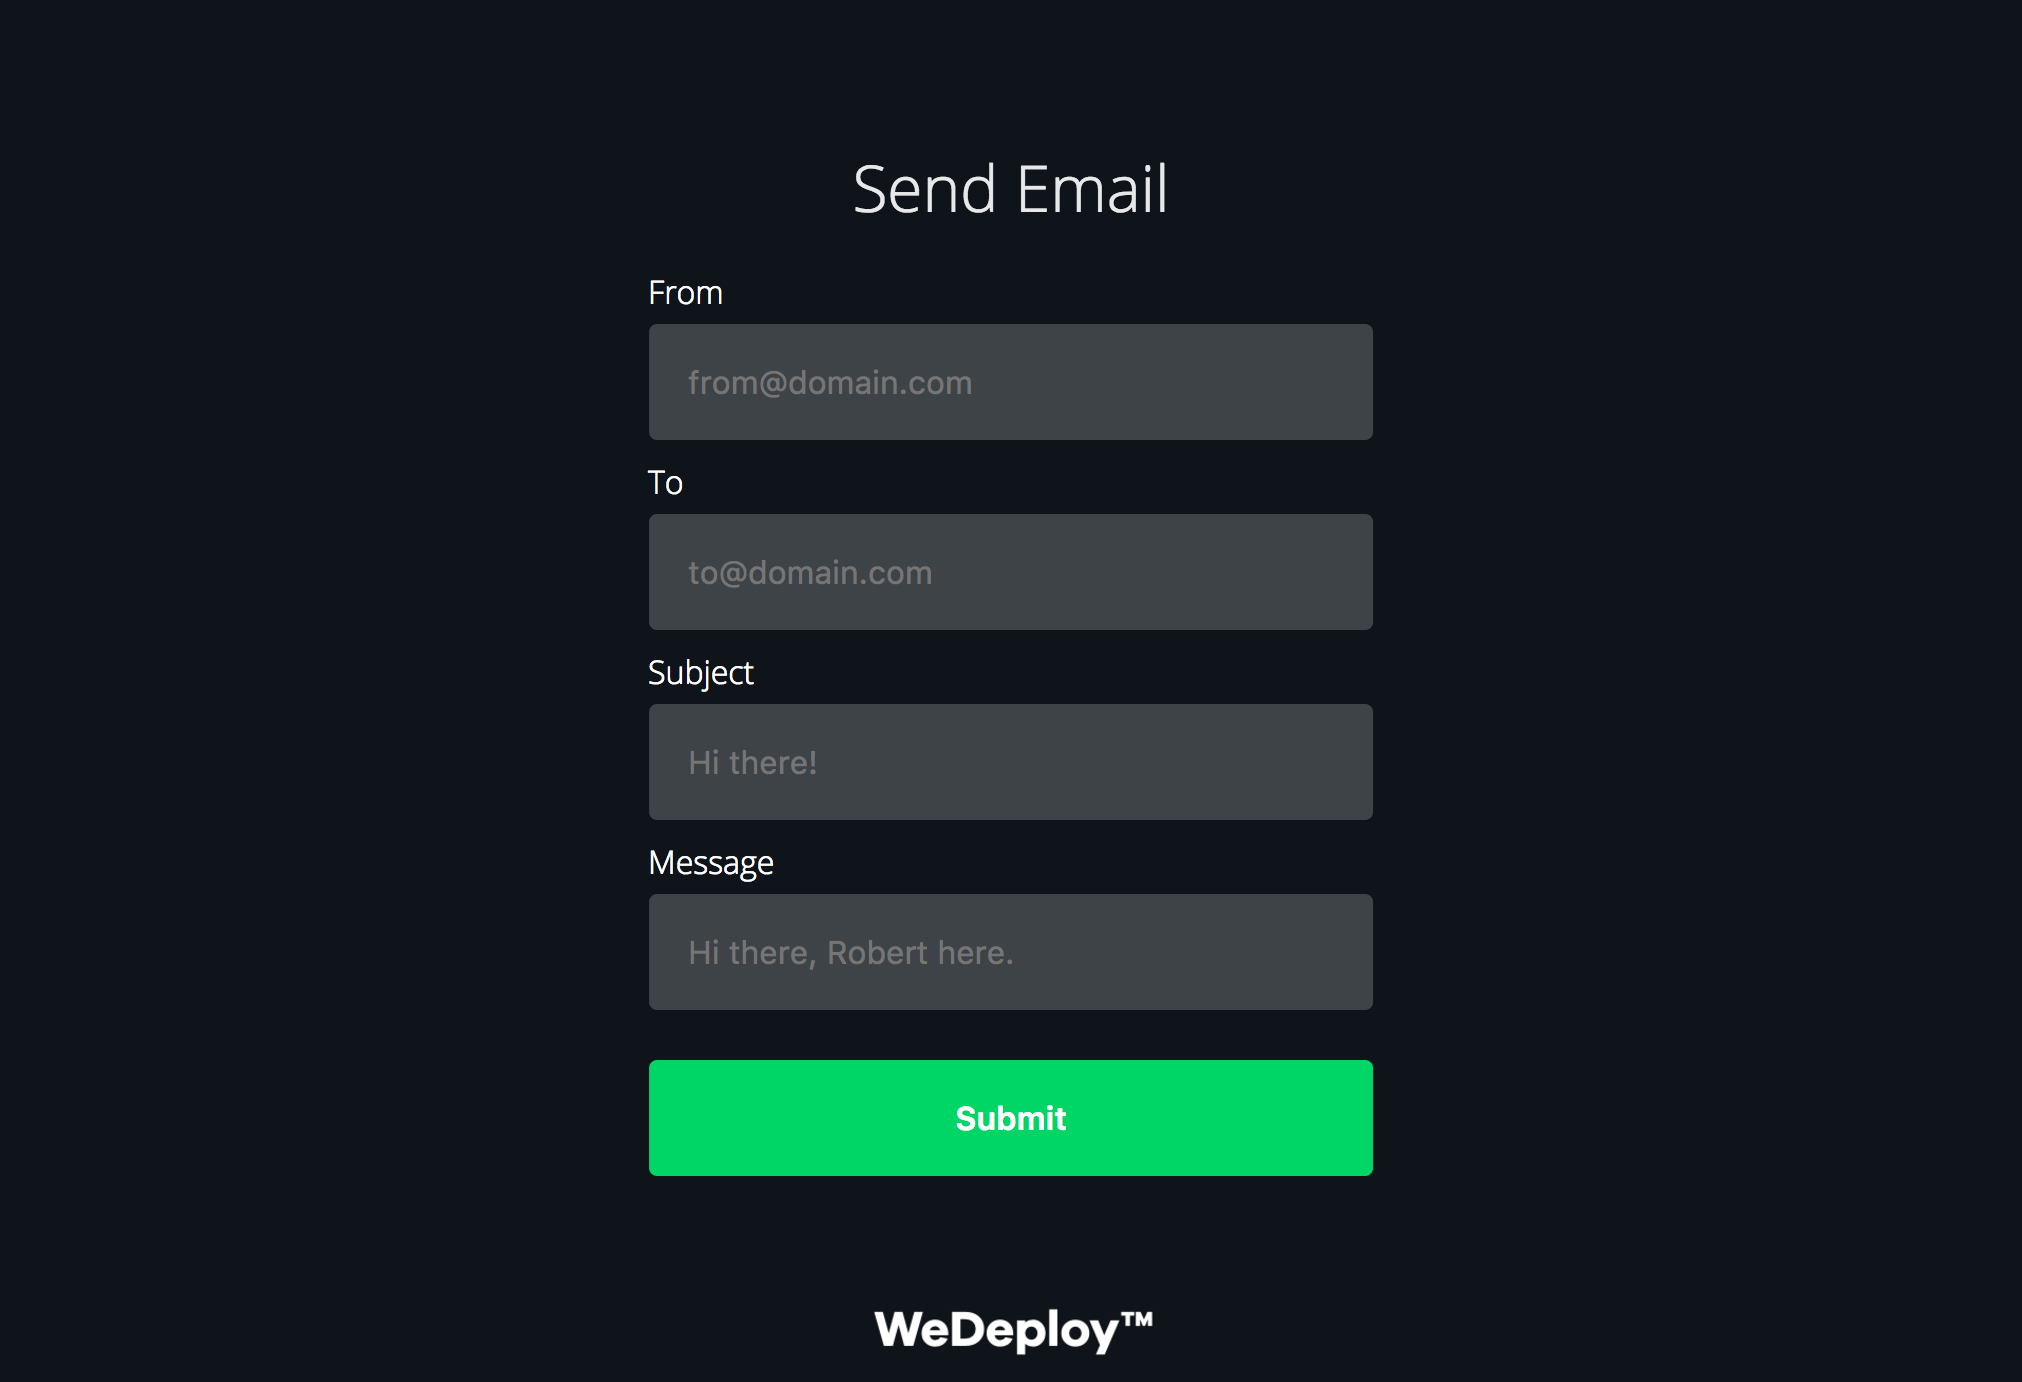 Send Email
From
from@domain.com
To
to@domain.com
Subject
Hi there!
Message
Hi there, Robert here.
Submit
WeDeploy™